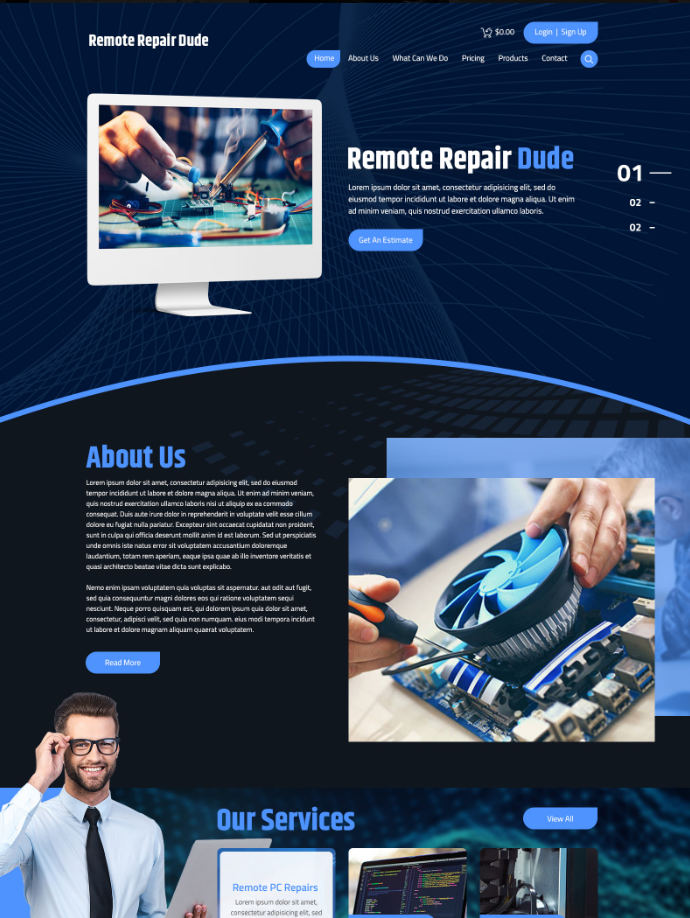 Remote Repair Dude
$0.00
Login | Sign Up
Home
About Us
What Can We Do
Pricing
Products
Contact
Remote Repair Dude
Lorem ipsum dolor sit amet, consectetur adipisicing elit, sed do
eiusmod tempor incididunt ut labore et dolore magna aliqua. Ut enim
ad minim veniam, quis nostrud exercitation ullamco laboris.
Get An Estimate
01
02
02
About Us
Lorem ipsum dolor sit amet, consectetur adipisicing elit, sed do eiusmod
tempor incididunt ut labore et dolore magna aliqua. Ut enim ad minim veniam,
quis nostrud exercitation ullamco laboris nisi ut aliquip ex ea commodo
consequat. Duis aute irure dolor in reprehenderit in voluptate velit esse cillum
dolore eu fugiat nulla pariatur. Excepteur sint occaecat cupidatat non proident,
sunt in culpa qui officia deserunt mollit anim id est laborum. Sed ut perspiciatis
unde omnis iste natus error sit voluptatem accusantium doloremque
laudantium, totam rem aperiam, eaque ipsa quae ab illo inventore veritatis et
quasi architecto beatae vitae dicta sunt explicabo.
Nemo enim ipsam voluptatem quia voluptas sit aspernatur. aut odit aut fugit,
sed quia consequuntur magni dolores eos qui ratione voluptatem sequi
nesciunt. Neque porro quisquam est, qui dolorem ipsum quia dolor sit amet,
consectetur, adipisci velit, sed quia non numquam. eius modi tempora incidunt
ut labore et dolore magnam aliquam quaerat voluptatem.
Read More
Our Services
View All
Remote PC Repairs
Lorem ipsum dolor sit amet,
consectetur adipisicing elit, sed